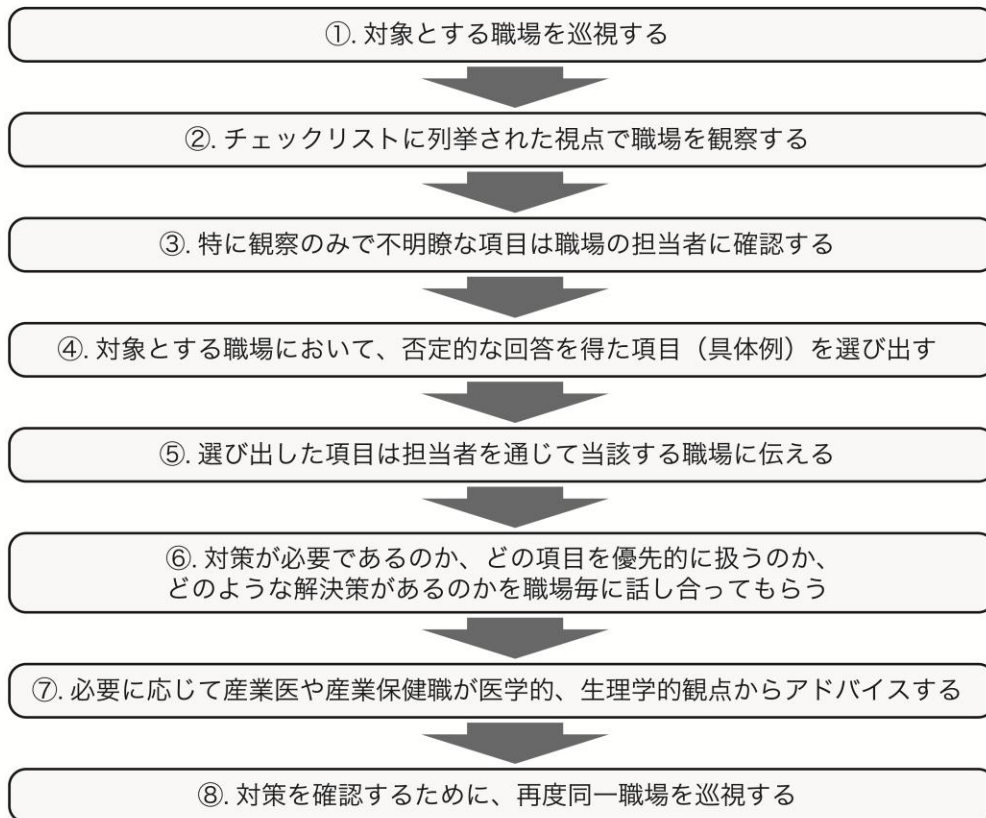 ①. 対象とする職場を巡視する
②. チェックリストに列挙された視点で職場を観察する
③. 特に観察のみで不明瞭な項目は職場の担当者に確認する
④. 対象とする職場において、否定的な回答を得た項目（具体例）を選び出す
⑤. 選び出した項目は担当者を通じて当該する職場に伝える
⑥. 対策が必要であるのか、どの項目を優先的に扱うのか、
どのような解決策があるのかを職場毎に話し合ってもらう
⑦. 必要に応じて産業医や産業保健職が医学的、生理学的観点からアドバイスする
⑧. 対策を確認するために、再度同一職場を巡視する